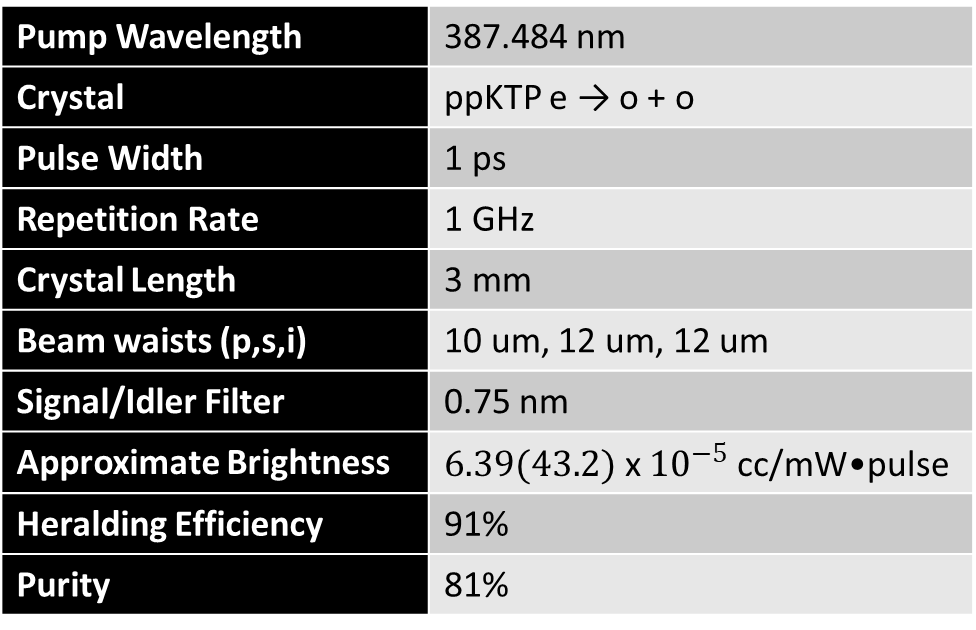 Pump Wavelength 387.484 nm
Crystal ppKTP e → o + o
Pulse Width 1 ps
Repetition Rate 1 GHz
Crystal Length 3 mm
Beam waists (p,s,i) 10 um, 12 um, 12 um
Signal/Idler Filter 0.75 nm
Approximate Brightness 6.39(43.2) x 10⁻⁵ cc/mW•pulse
Heralding Efficiency 91%
Purity 81%